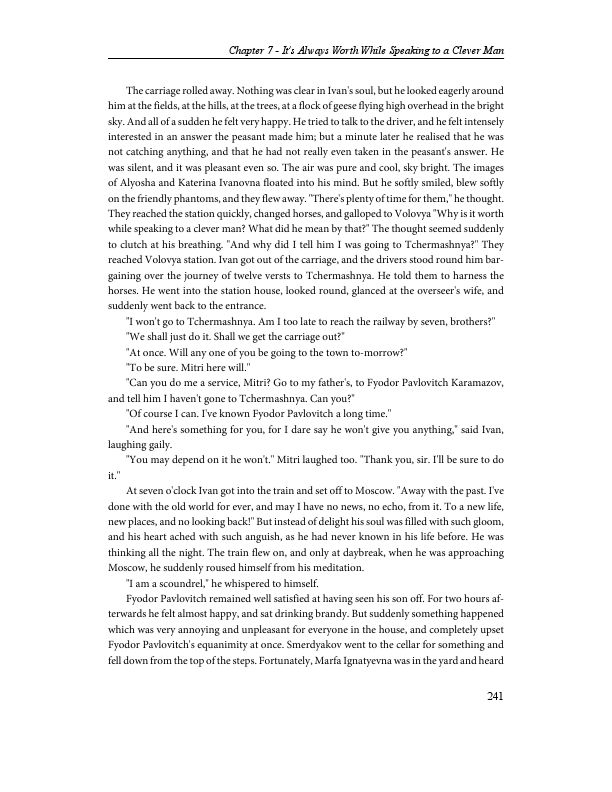 Chapter 7 - It's Always Worth While Speaking to a Clever Man
The carriage rolled away. Nothing was clear in Ivan's soul, but he looked eagerly around
him at the fields, at the hills, at the trees, at a flock of geese flying high overhead in the bright
sky. And all of a sudden he felt very happy. He tried to talk to the driver, and he felt intensely
interested in an answer the peasant made him; but a minute later he realised that he was
not catching anything, and that he had not really even taken in the peasant's answer. He
was silent, and it was pleasant even so. The air was pure and cool, sky bright. The images
of Alyosha and Katerina Ivanovna floated into his mind. But he softly smiled, blew softly
on the friendly phantoms, and they flew away. "There's plenty of time for them," he thought.
They reached the station quickly, changed horses, and galloped to Volovya "Why is it worth
while speaking to a clever man? What did he mean by that?" The thought seemed suddenly
to clutch at his breathing. "And why did I tell him I was going to Tchermashnya?" They
reached Volovya station. Ivan got out of the carriage, and the drivers stood round him bar-
gaining over the journey of twelve versts to Tchermashnya. He told them to harness the
horses. He went into the station house, looked round, glanced at the overseer's wife, and
suddenly went back to the entrance.
"I won't go to Tchermashnya. Am I too late to reach the railway by seven, brothers?"
"We shall just do it. Shall we get the carriage out?"
"At once. Will any one of you be going to the town to-morrow?"
"To be sure. Mitri here will."
"Can you do me a service, Mitri? Go to my father's, to Fyodor Pavlovitch Karamazov,
and tell him I haven't gone to Tchermashnya. Can you?"
"Of course I can. I've known Fyodor Pavlovitch a long time."
"And here's something for you, for I dare say he won't give you anything," said Ivan,
laughing gaily.
"You may depend on it he won't." Mitri laughed too. "Thank you, sir. I'll be sure to do
it."
At seven o'clock Ivan got into the train and set off to Moscow. "Away with the past. I've
done with the old world for ever, and may I have no news, no echo, from it. To a new life,
new places, and no looking back!" But instead of delight his soul was filled with such gloom,
and his heart ached with such anguish, as he had never known in his life before. He was
thinking all the night. The train flew on, and only at daybreak, when he was approaching
Moscow, he suddenly roused himself from his meditation.
"I am a scoundrel," he whispered to himself.
Fyodor Pavlovitch remained well satisfied at having seen his son off. For two hours af-
terwards he felt almost happy, and sat drinking brandy. But suddenly something happened
which was very annoying and unpleasant for everyone in the house, and completely upset
Fyodor Pavlovitch's equanimity at once. Smerdyakov went to the cellar for something and
fell down from the top of the steps. Fortunately, Marfa Ignatyevna was in the yard and heard
241